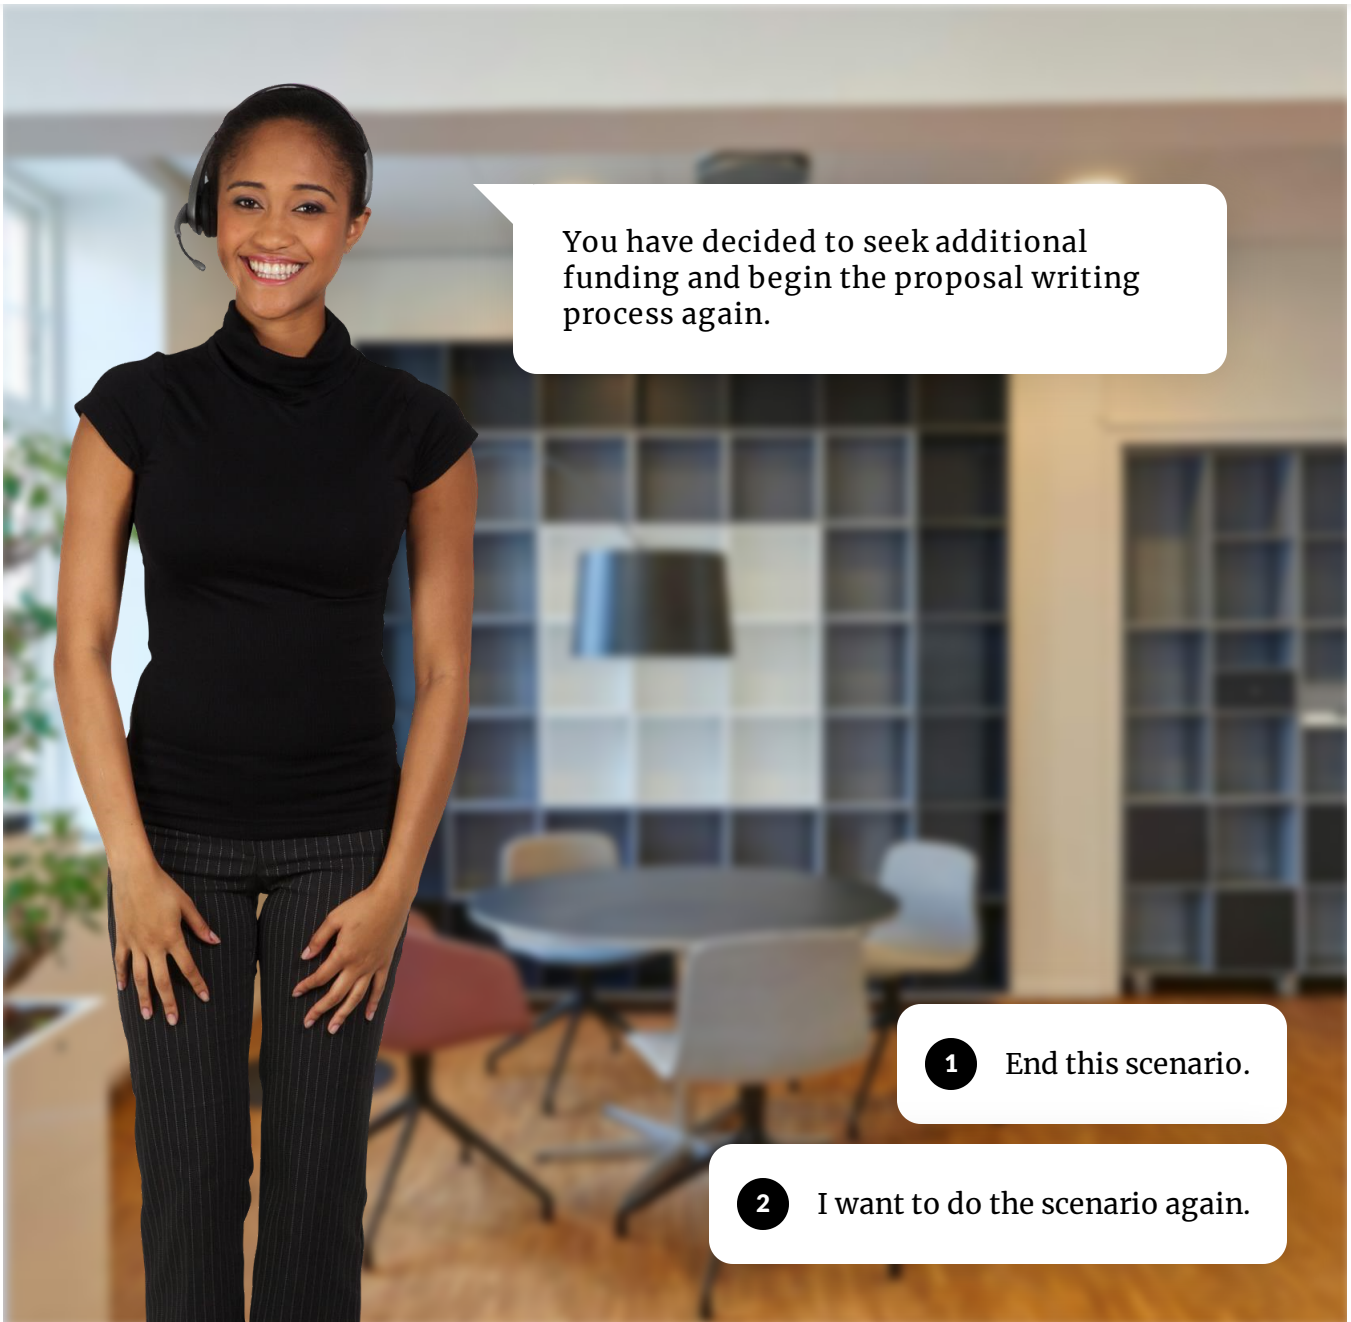 You have decided to seek additional
funding and begin the proposal writing
process again.
1 End this scenario.
2 I want to do the scenario again.